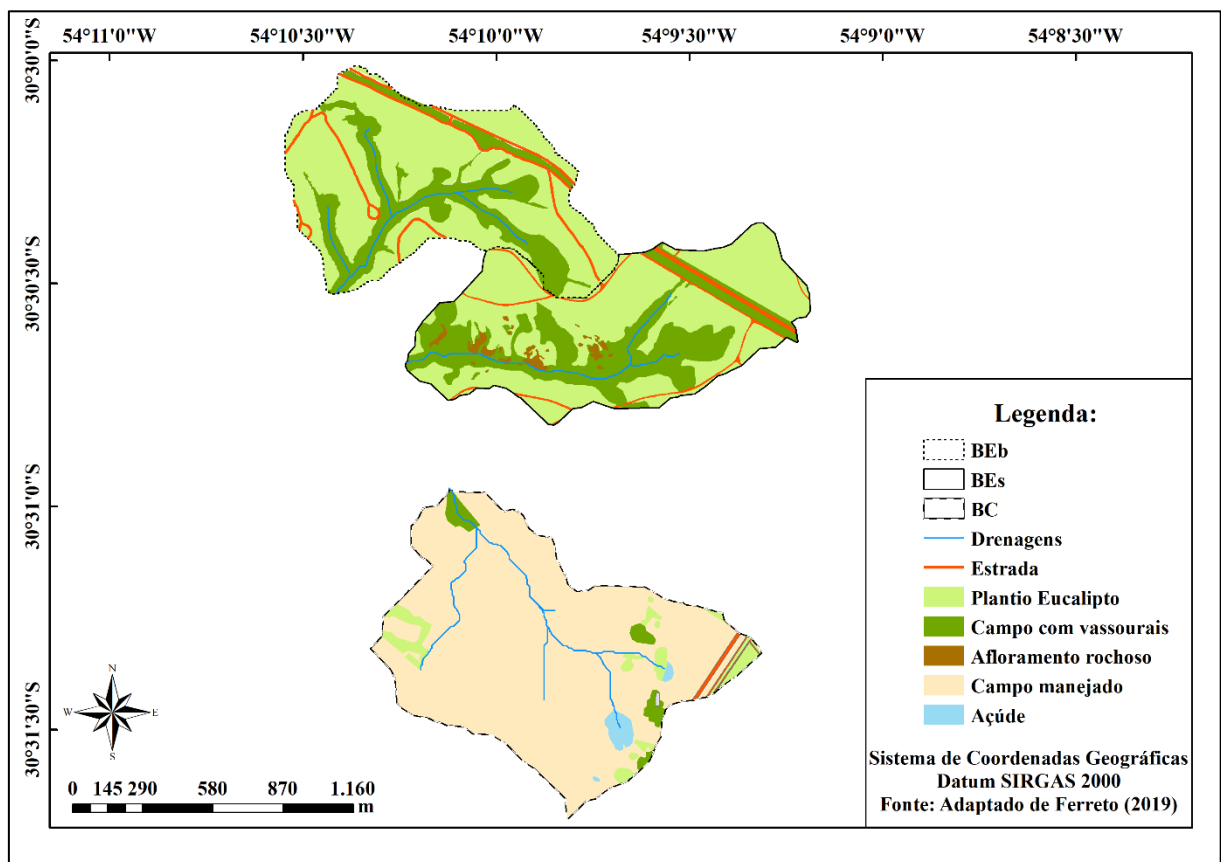 54°11'0"W 54°10'30"W 54°10'0"W 54°9'30"W 54°9'0"W 54°8'30"W
30°30'0"S
30°30'30"S
30°31'0"S
30°31'30"S
Legenda:
BEb
BEs
BC
Drenagens
Estrada
Plantio Eucalipto
Campo com vassourais
Afloramento rochoso
Campo manejado
Açúde
Sistema de Coordenadas Geográficas
Datum SIRGAS 2000
Fonte: Adaptado de Ferreto (2019)
N
W E
S
0 145 290 580 870 1.160
m